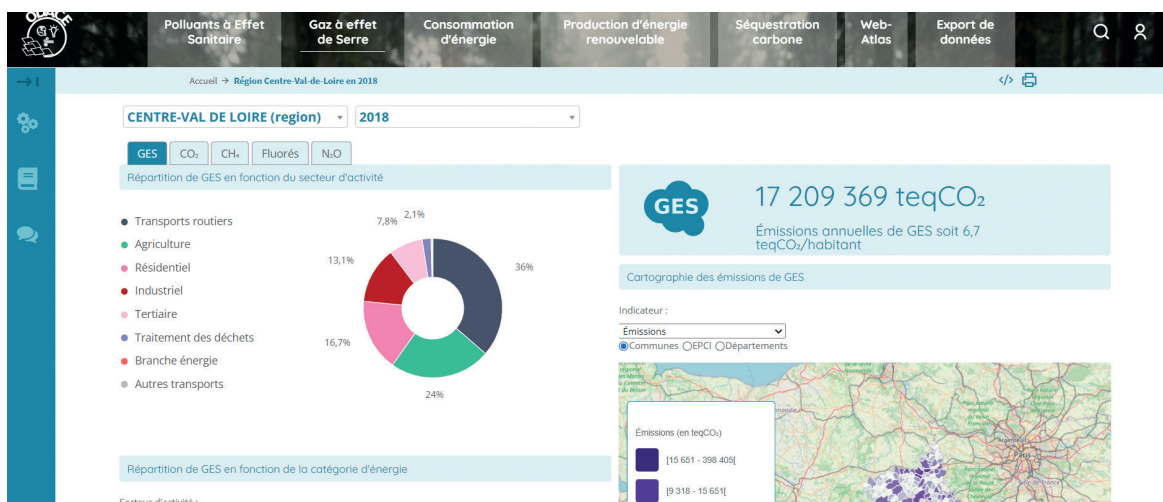 ODACE
Polluants à Effet
Sanitaire
Gaz à effet
de Serre
Consommation
d'énergie
Production d'énergie
renouvelable
Séquestration
carbone
Web-
Atlas
Export de
données
Accueil → Région Centre-Val-de-Loire en 2018
</>
CENTRE-VAL DE LOIRE (region)
2018
GES
CO₂
CH₄
Fluorés
N₂O
Répartition de GES en fonction du secteur d'activité
Transports routiers
Agriculture
Résidentiel
Industriel
Tertiaire
Traitement des déchets
Branche énergie
Autres transports
7,8%
2,1%
13,1%
36%
16,7%
24%
Répartition de GES en fonction de la catégorie d'énergie
Secteur d'activité :
GES
17 209 369 teqCO₂
Émissions annuelles de GES soit 6,7
teqCO₂/habitant
Cartographie des émissions de GES
Indicateur :
Émissions
Communes EPCI Départements
Émissions (en teqCO₂)
[15 651 - 398 405[
[9 318 - 15 651[
Argenteuil
Paris